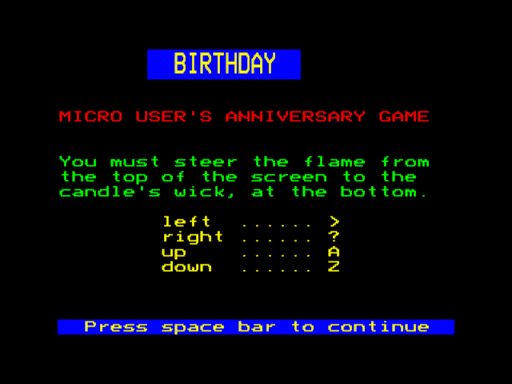 BIRTHDAY
MICRO USER'S ANNIVERSARY GAME
You must steer the flame from
the top of the screen to the
candle's wick, at the bottom.
left ...... >
right ...... ?
up ...... A
down ...... Z
Press space bar to continue